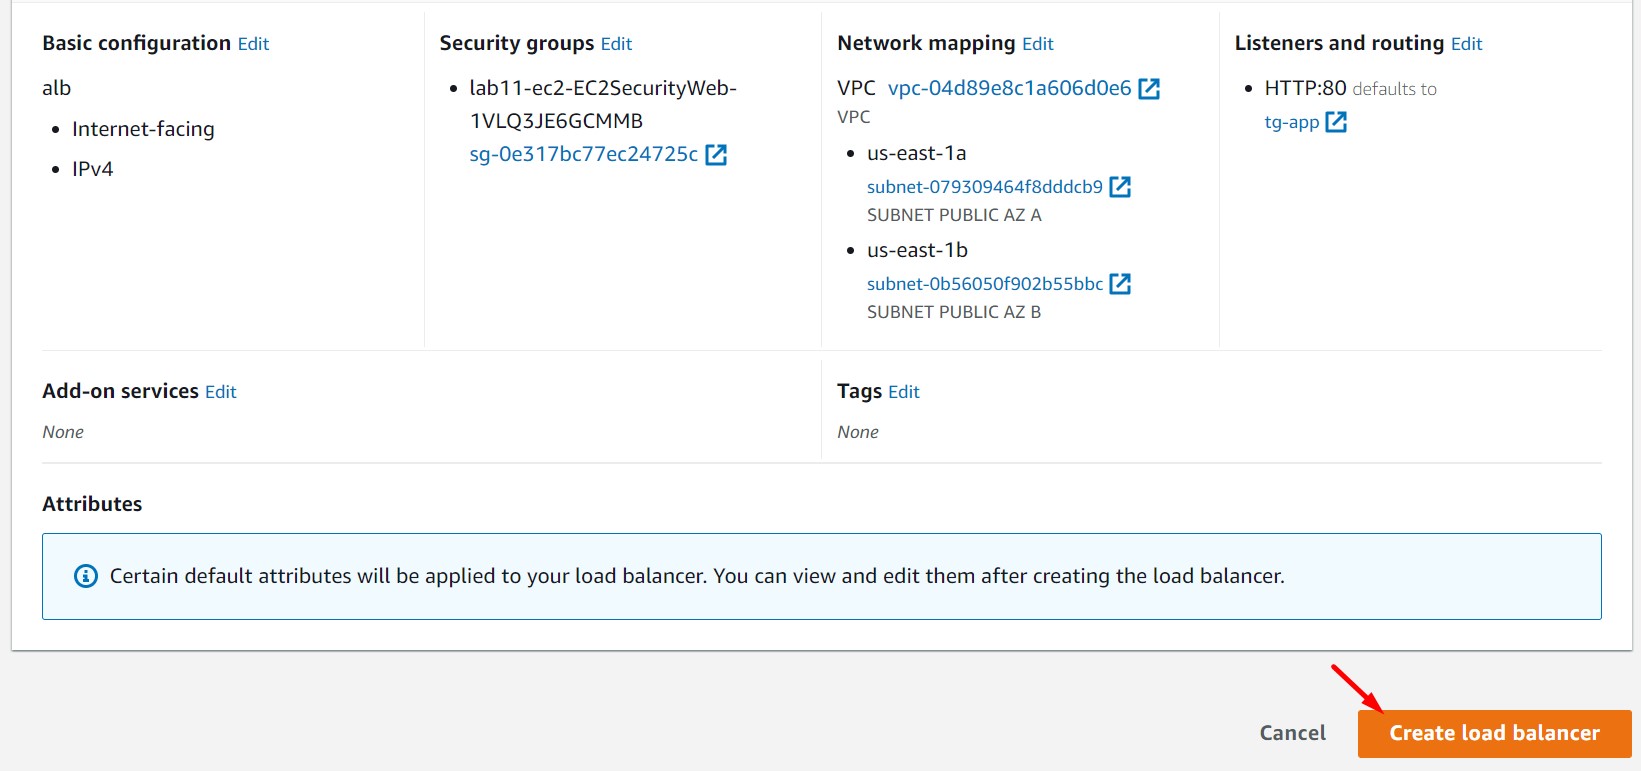 Basic configuration Edit
alb
Internet-facing
IPv4
Security groups Edit
lab11-ec2-EC2SecurityWeb-
1VLQ3JE6GCMMB
sg-0e317bc77ec24725c
Network mapping Edit
VPC vpc-04d89e8c1a606d0e6
VPC
us-east-1a
subnet-079309464f8dddcb9
SUBNET PUBLIC AZ A
us-east-1b
subnet-0b56050f902b55bbc
SUBNET PUBLIC AZ B
Listeners and routing Edit
HTTP:80 defaults to
tg-app
Add-on services Edit
None
Tags Edit
None
Attributes
Certain default attributes will be applied to your load balancer. You can view and edit them after creating the load balancer.
Cancel
Create load balancer